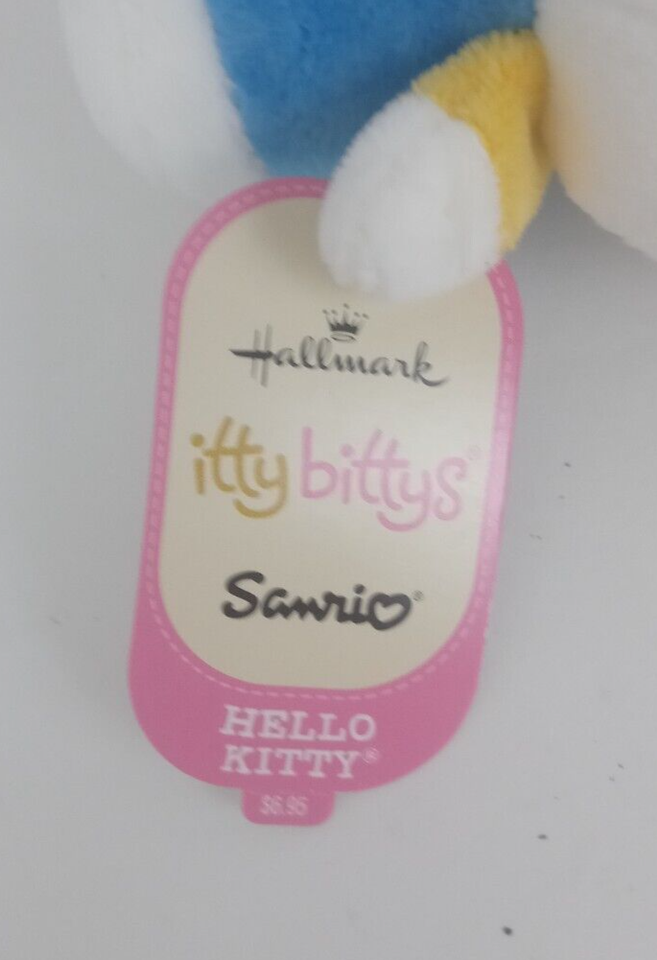 Hallmark
itty bittys®
Sanrio®
HELLO
KITTY®
$6.95